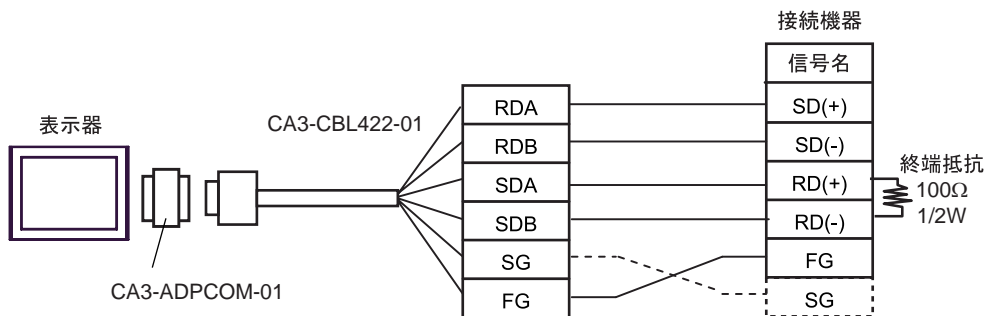 表示器
CA3-ADPCOM-01
CA3-CBL422-01
RDA
RDB
SDA
SDB
SG
FG
接続機器
信号名
SD(+)
SD(-)
RD(+)
RD(-)
FG
SG
終端抵抗
100Ω
1/2W